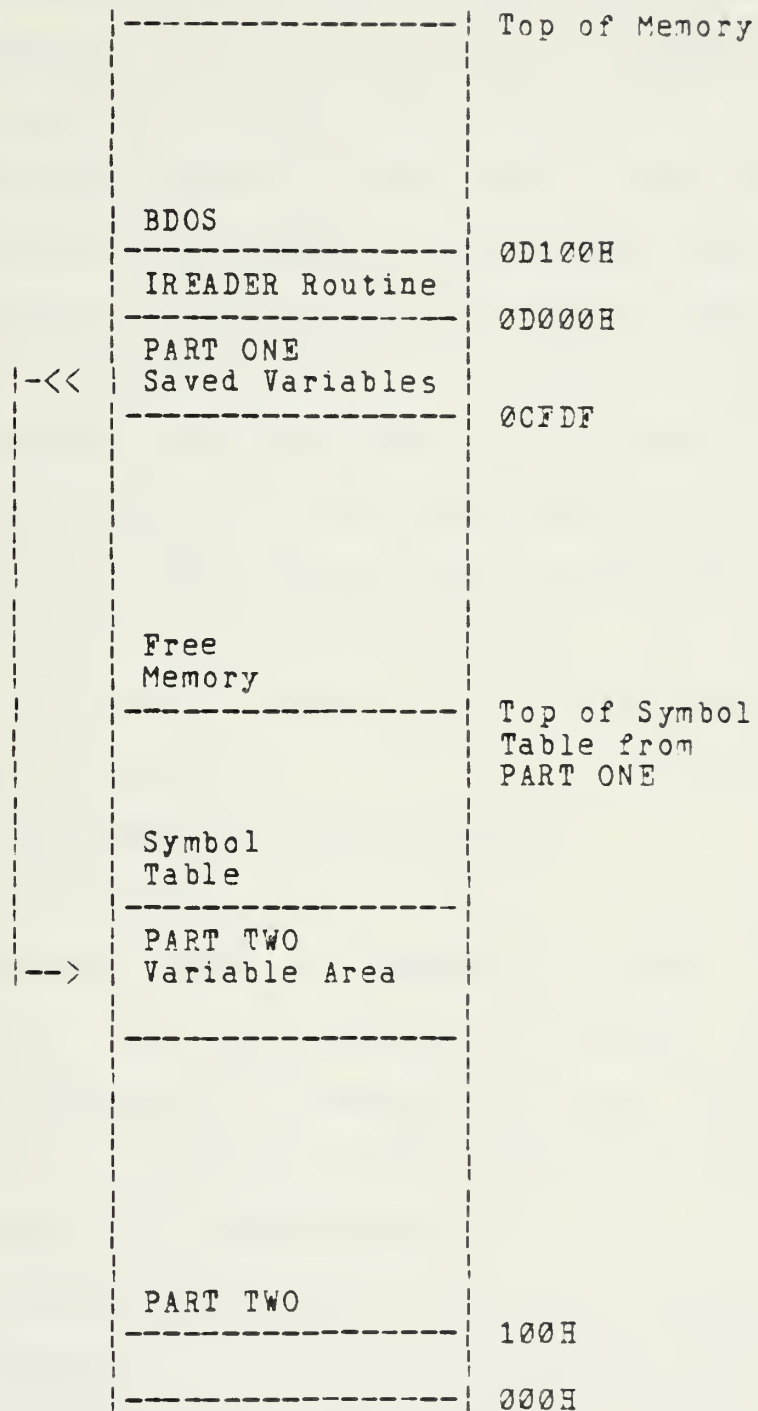 Top of Memory
BDOS
0D100H
IREADER Routine
0D000H
PART ONE
-<< Saved Variables
0CFDF
Free
Memory
Top of Symbol
Table from
PART ONE
Symbol
Table
PART TWO
--> Variable Area
PART TWO
100H
000H